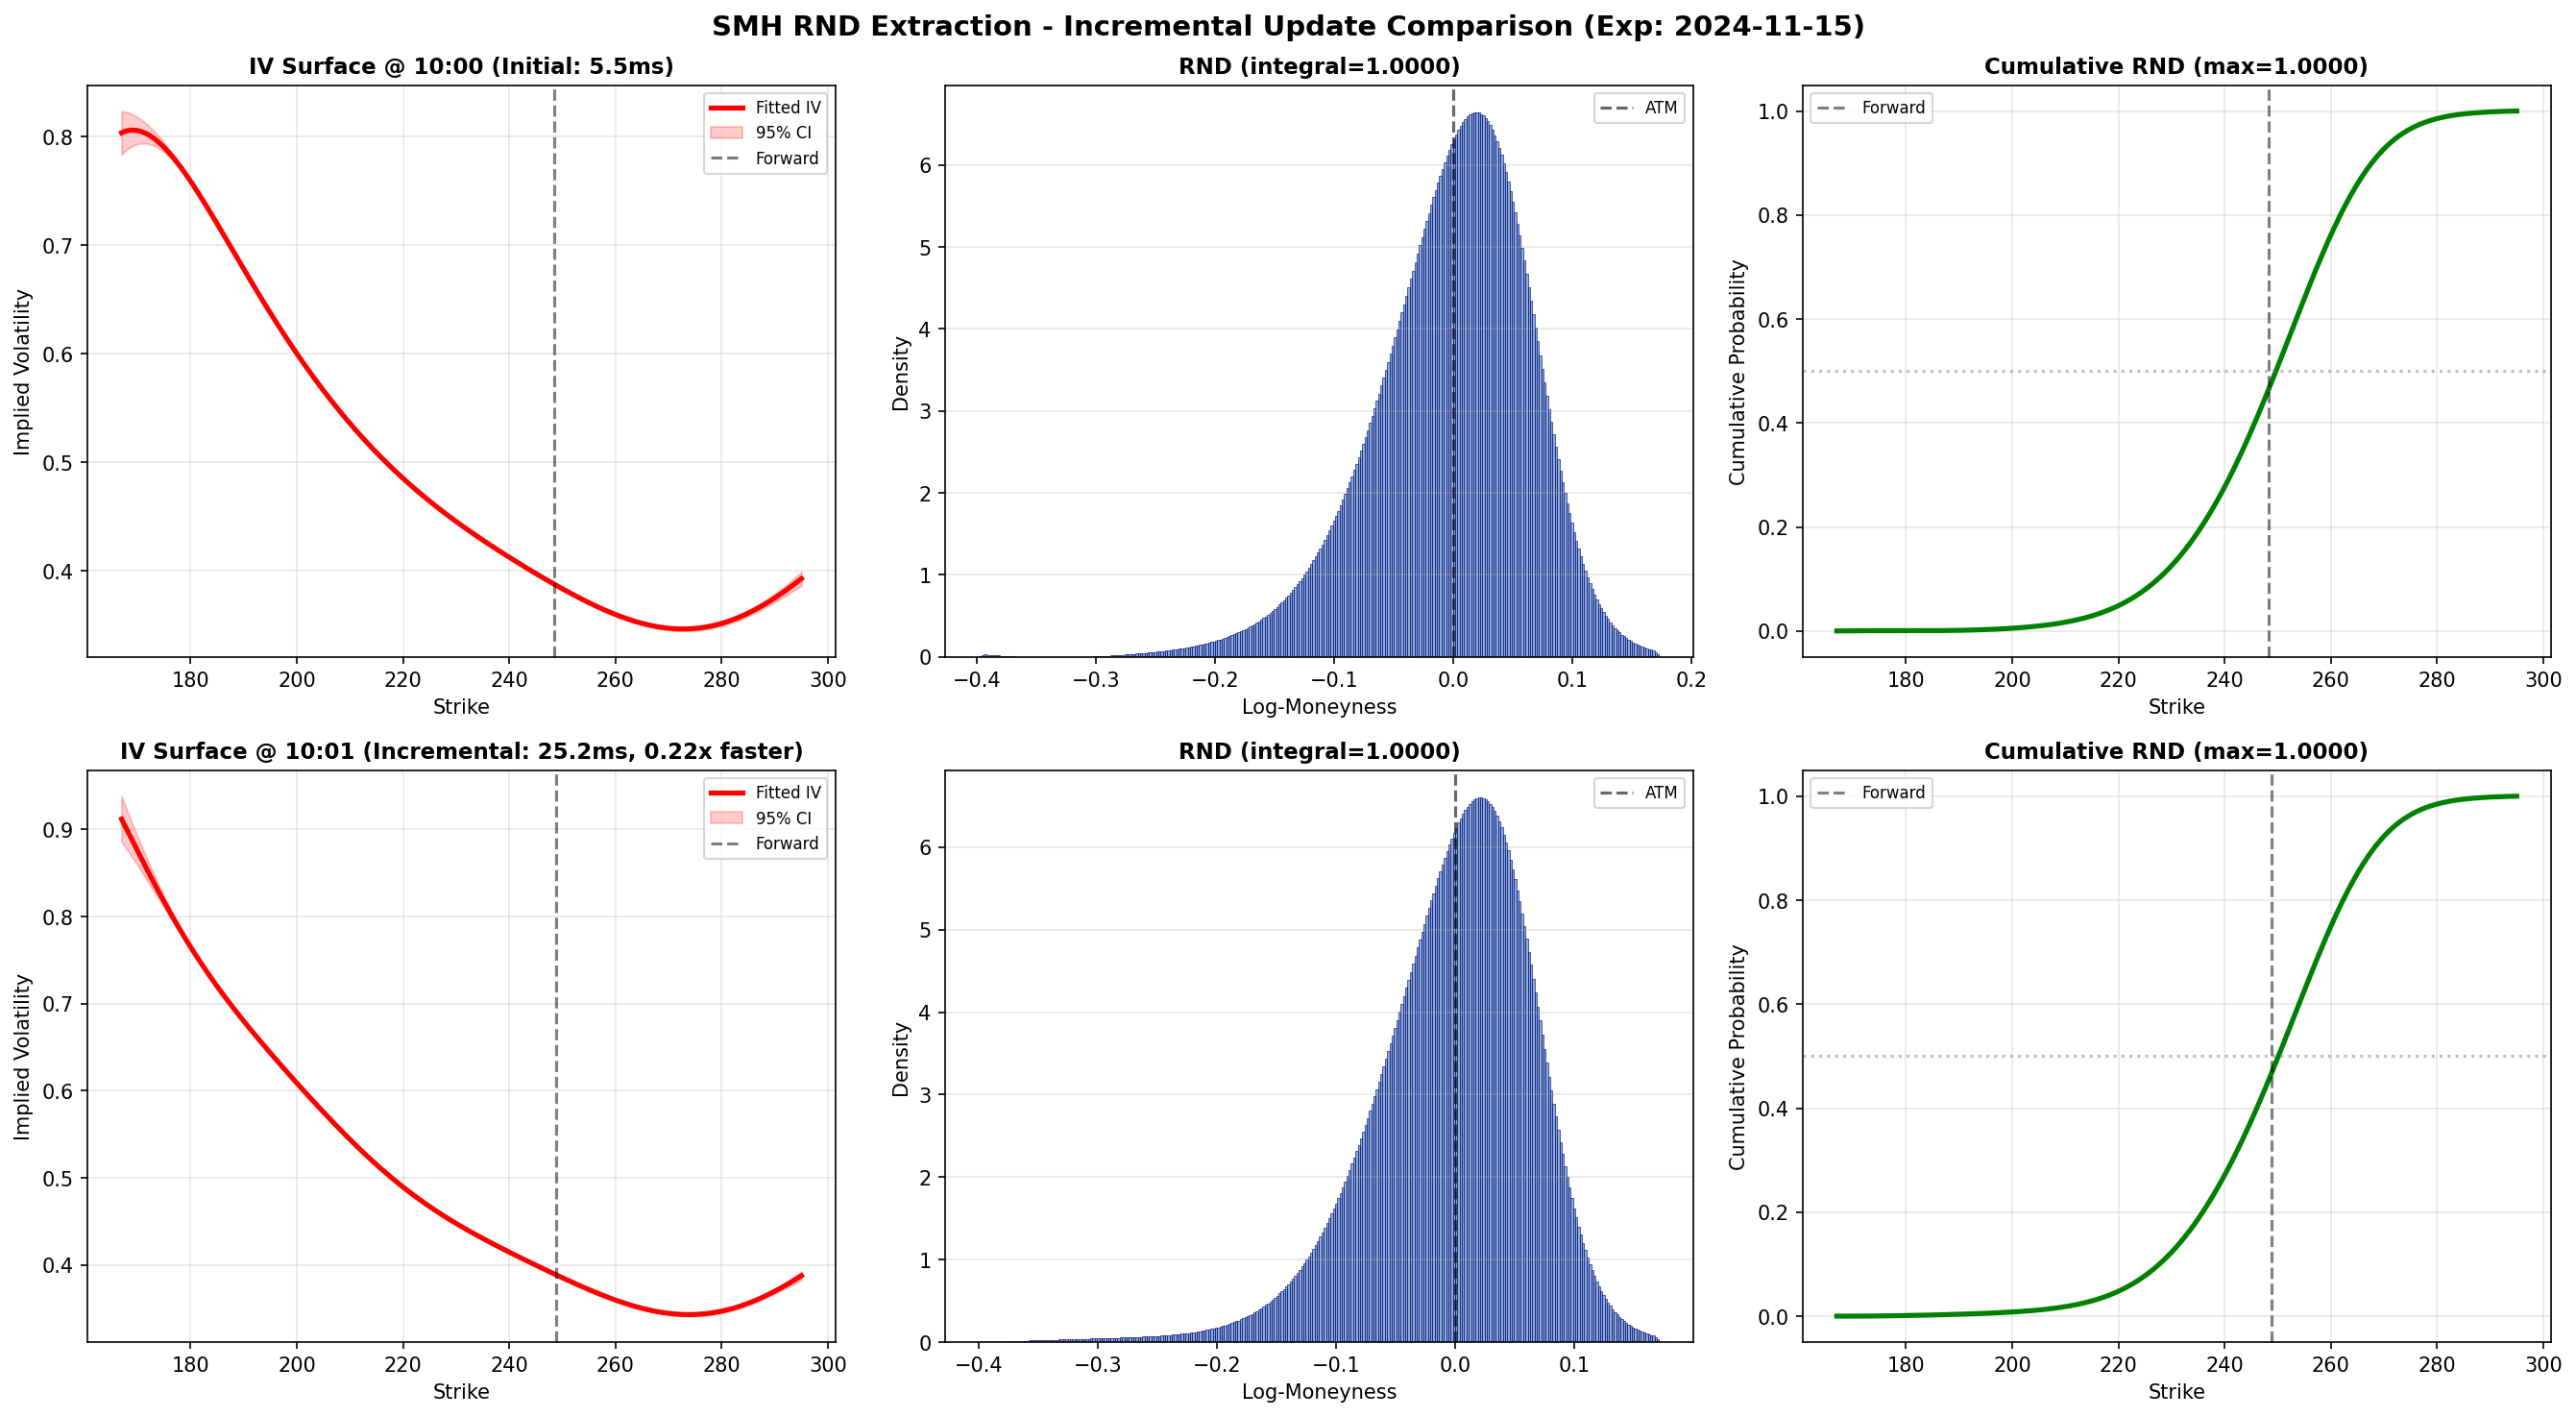 SMH RND Extraction - Incremental Update Comparison (Exp: 2024-11-15)
IV Surface @ 10:00 (Initial: 5.5ms)
Fitted IV
95% CI
Forward
0.8
0.7
0.6
0.5
0.4
Implied Volatility
180 200 220 240 260 280 300
Strike
RND (integral=1.0000)
ATM
6
5
4
3
2
1
0
Density
−0.4 −0.3 −0.2 −0.1 0.0 0.1 0.2
Log-Moneyness
Cumulative RND (max=1.0000)
Forward
1.0
0.8
0.6
0.4
0.2
0.0
Cumulative Probability
180 200 220 240 260 280 300
Strike
IV Surface @ 10:01 (Incremental: 25.2ms, 0.22x faster)
Fitted IV
95% CI
Forward
0.9
0.8
0.7
0.6
0.5
0.4
Implied Volatility
180 200 220 240 260 280 300
Strike
RND (integral=1.0000)
ATM
6
5
4
3
2
1
0
Density
−0.4 −0.3 −0.2 −0.1 0.0 0.1
Log-Moneyness
Cumulative RND (max=1.0000)
Forward
1.0
0.8
0.6
0.4
0.2
0.0
Cumulative Probability
180 200 220 240 260 280 300
Strike